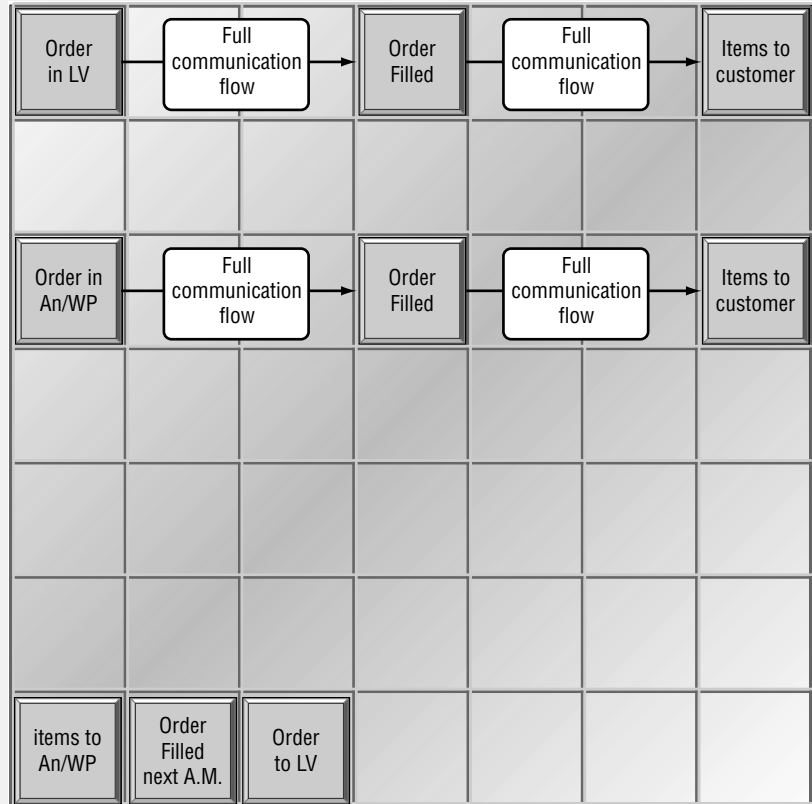 Order
in LV
Full
communication
flow
Order
Filled
Full
communication
flow
Items to
customer
Order in
An/WP
Full
communication
flow
Order
Filled
Full
communication
flow
Items to
customer
items to
An/WP
Order
Filled
next A.M.
Order
to LV